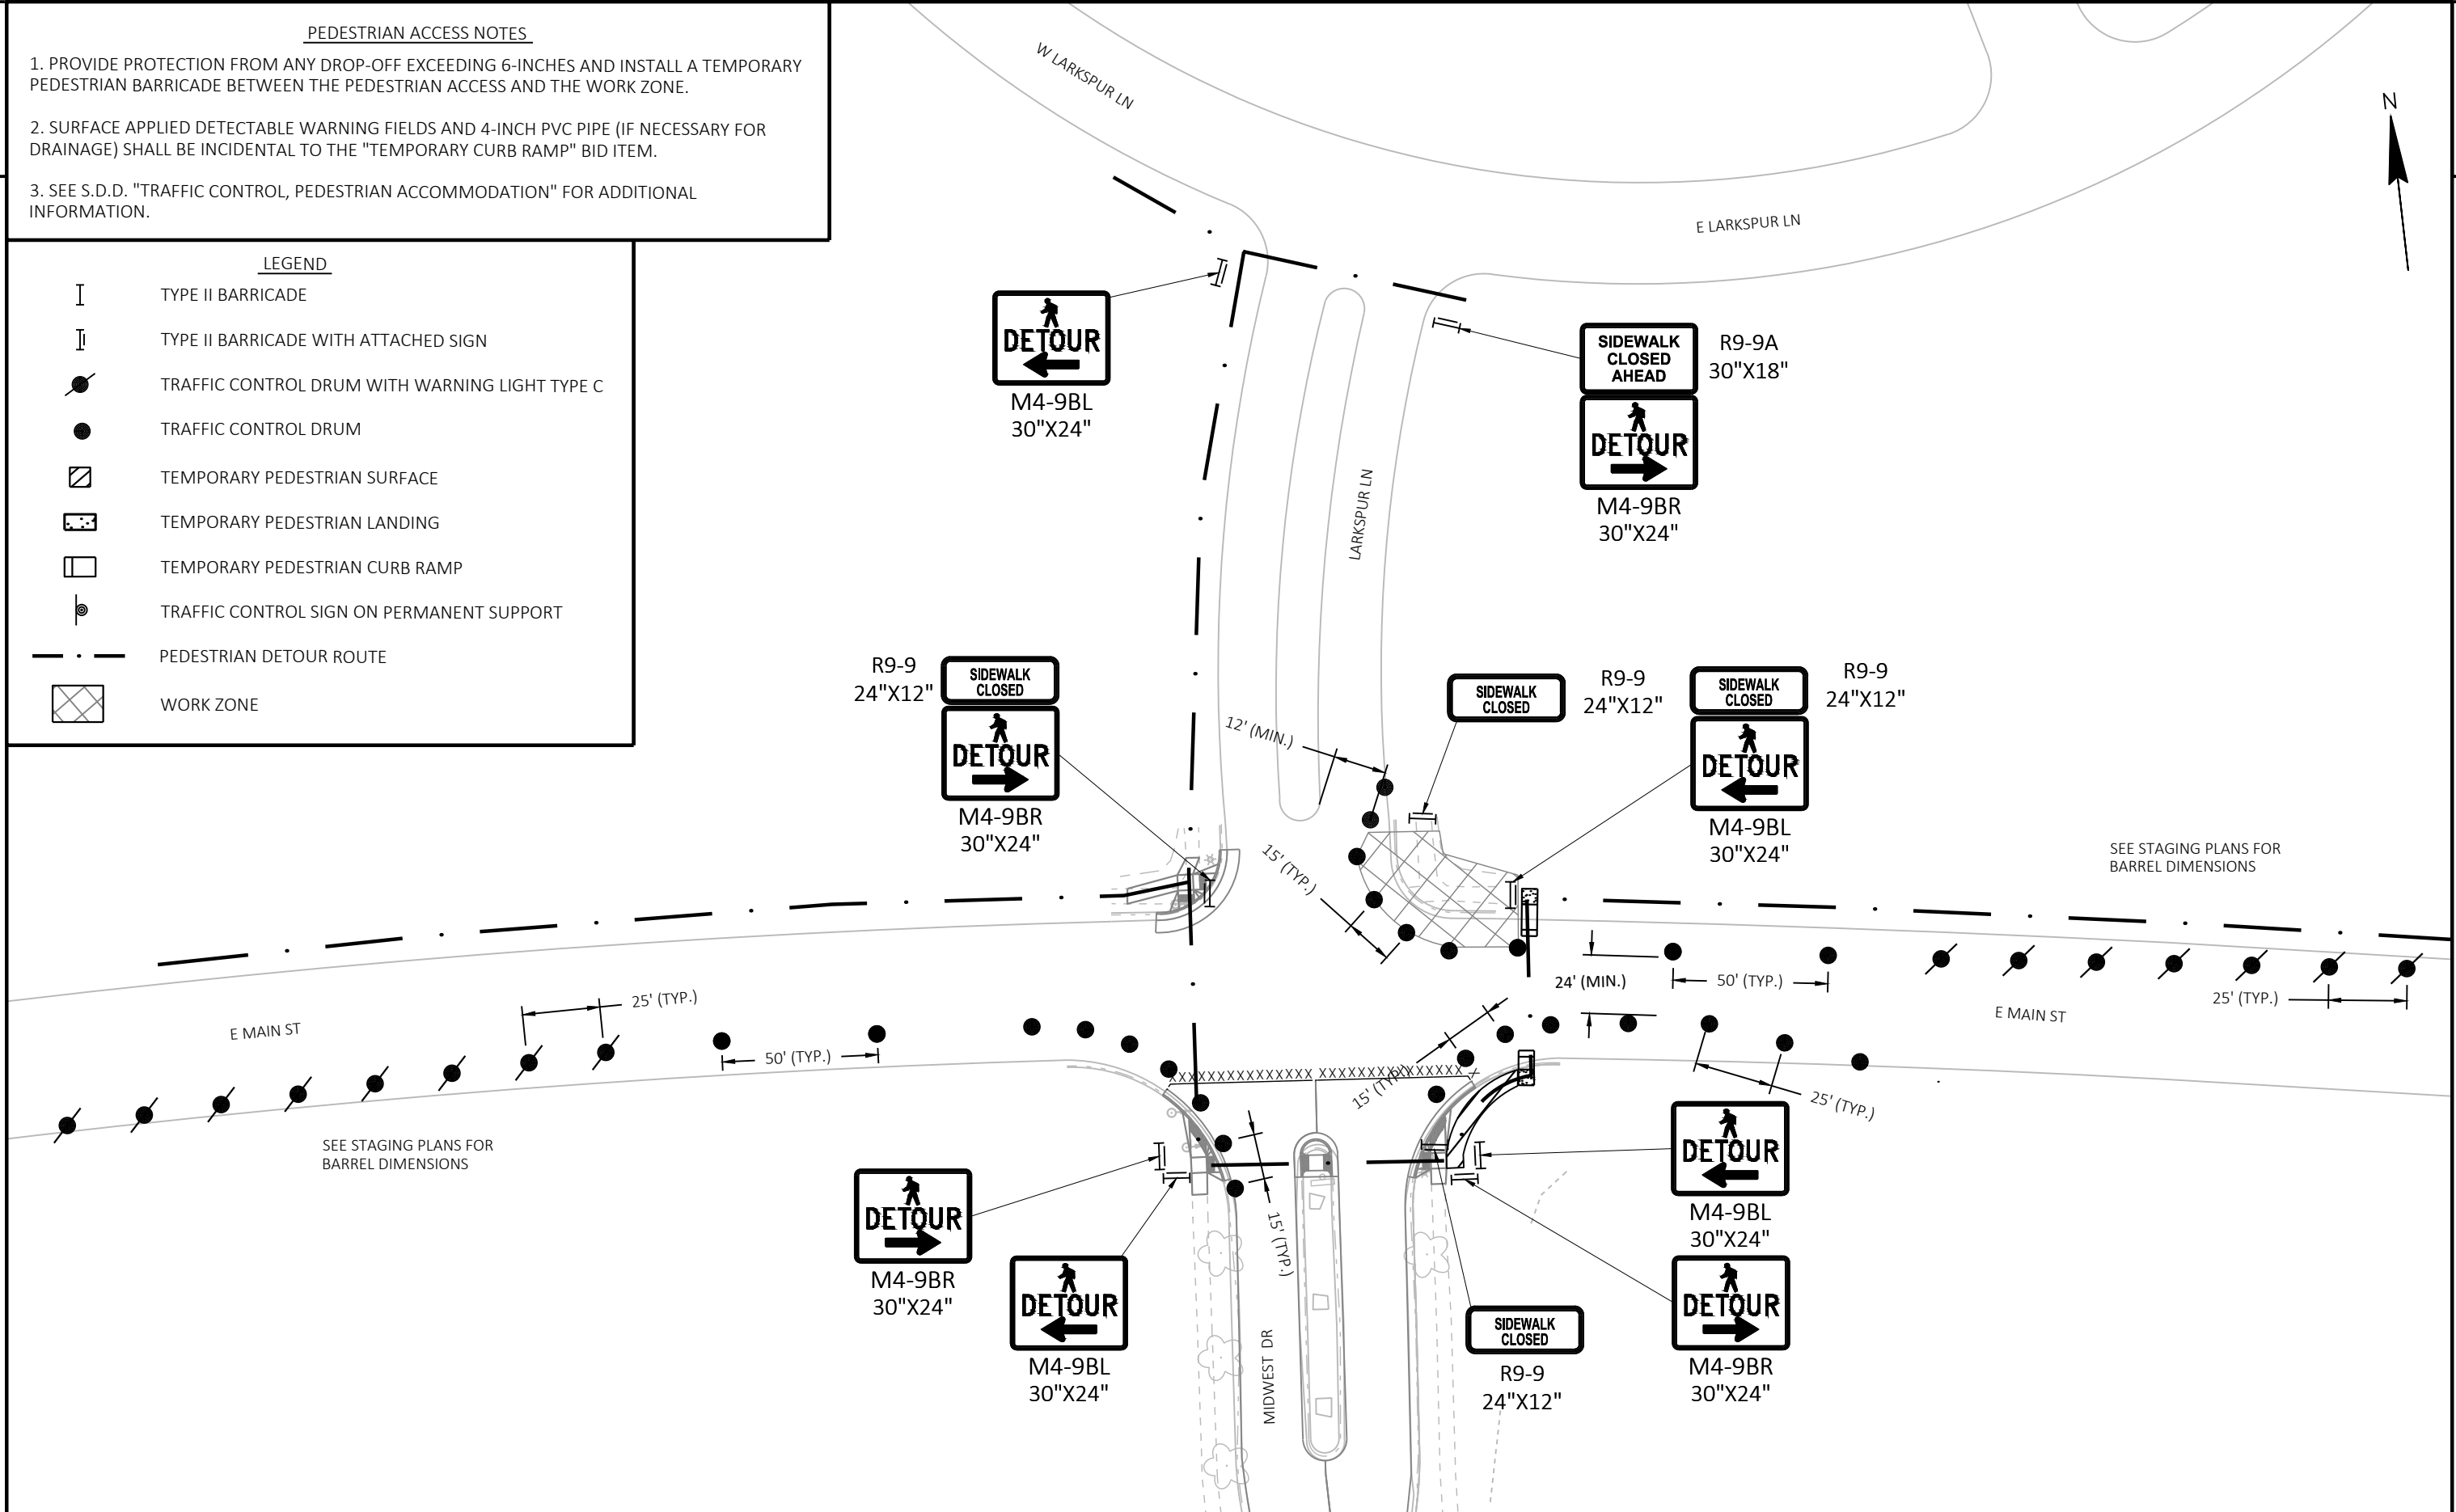 PEDESTRIAN ACCESS NOTES
1. PROVIDE PROTECTION FROM ANY DROP-OFF EXCEEDING 6-INCHES AND INSTALL A TEMPORARY
PEDESTRIAN BARRICADE BETWEEN THE PEDESTRIAN ACCESS AND THE WORK ZONE.
2. SURFACE APPLIED DETECTABLE WARNING FIELDS AND 4-INCH PVC PIPE (IF NECESSARY FOR
DRAINAGE) SHALL BE INCIDENTAL TO THE "TEMPORARY CURB RAMP" BID ITEM.
3. SEE S.D.D. "TRAFFIC CONTROL, PEDESTRIAN ACCOMMODATION" FOR ADDITIONAL
INFORMATION.
LEGEND
TYPE II BARRICADE
TYPE II BARRICADE WITH ATTACHED SIGN
TRAFFIC CONTROL DRUM WITH WARNING LIGHT TYPE C
TRAFFIC CONTROL DRUM
TEMPORARY PEDESTRIAN SURFACE
TEMPORARY PEDESTRIAN LANDING
TEMPORARY PEDESTRIAN CURB RAMP
TRAFFIC CONTROL SIGN ON PERMANENT SUPPORT
PEDESTRIAN DETOUR ROUTE
WORK ZONE
W LARKSPUR LN
N
E LARKSPUR LN
DETOUR
M4-9BL
30"X24"
SIDEWALK
CLOSED
AHEAD
R9-9A
30"X18"
DETOUR
M4-9BR
30"X24"
LARKSPUR LN
R9-9
24"X12"
SIDEWALK
CLOSED
DETOUR
M4-9BR
30"X24"
12' (MIN.)
SIDEWALK
CLOSED
R9-9
24"X12"
SIDEWALK
CLOSED
R9-9
24"X12"
DETOUR
M4-9BL
30"X24"
15' (TYP.)
SEE STAGING PLANS FOR
BARREL DIMENSIONS
24' (MIN.)
50' (TYP.)
25' (TYP.)
E MAIN ST
25' (TYP.)
E MAIN ST
50' (TYP.)
XXXXXXXXXXXXXX XXXXXXXXXXXXXX X
15' (TYP.)
25' (TYP.)
SEE STAGING PLANS FOR
BARREL DIMENSIONS
DETOUR
M4-9BR
30"X24"
DETOUR
M4-9BL
30"X24"
15' (TYP.)
MIDWEST DR
DETOUR
M4-9BL
30"X24"
SIDEWALK
CLOSED
R9-9
24"X12"
DETOUR
M4-9BR
30"X24"